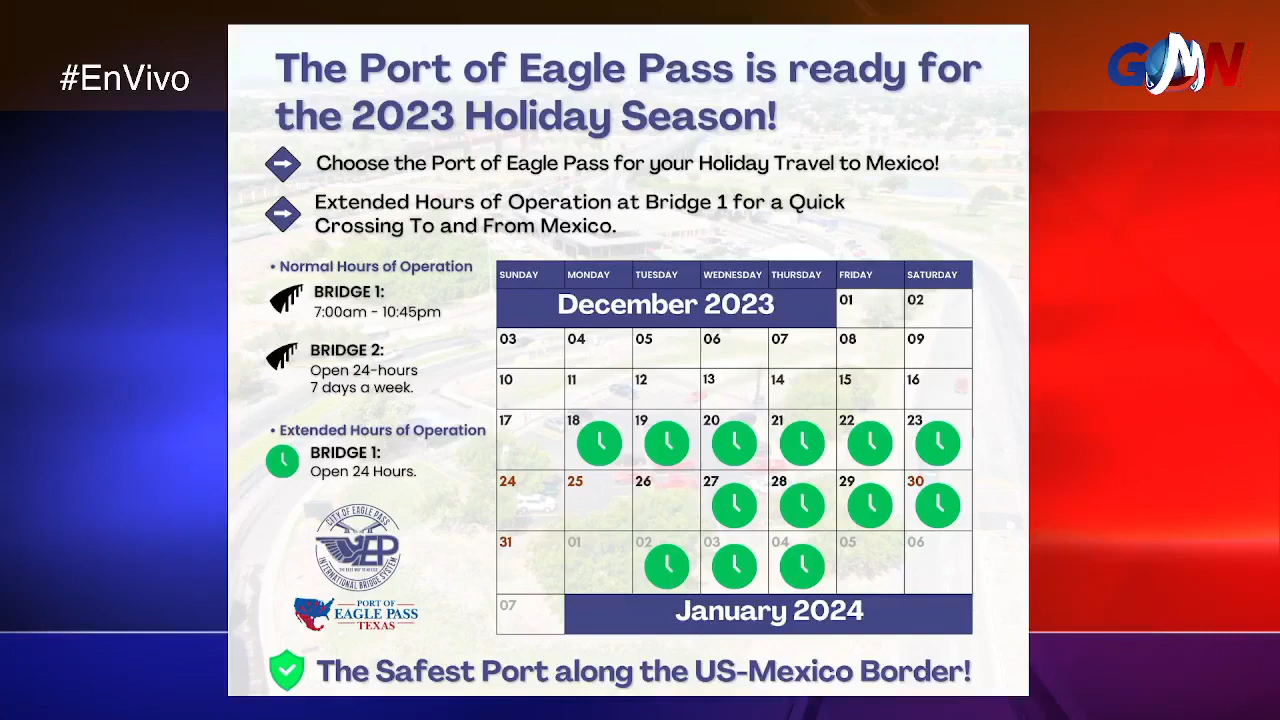 #EnVivo
GMN
The Port of Eagle Pass is ready for
the 2023 Holiday Season!
Choose the Port of Eagle Pass for your Holiday Travel to Mexico!
Extended Hours of Operation at Bridge 1 for a Quick
Crossing To and From Mexico.
• Normal Hours of Operation
BRIDGE 1:
7:00am - 10:45pm
BRIDGE 2:
Open 24-hours
7 days a week.
• Extended Hours of Operation
BRIDGE 1:
Open 24 Hours.
CITY OF EAGLE PASS
EP
INTERNATIONAL BRIDGE SYSTEM
PORT OF
EAGLE PASS
TEXAS
SUNDAY MONDAY TUESDAY WEDNESDAY THURSDAY FRIDAY SATURDAY
December 2023 01 02
03 04 05 06 07 08 09
10 11 12 13 14 15 16
17 18 19 20 21 22 23
24 25 26 27 28 29 30
31 01 02 03 04 05 06
07 January 2024
The Safest Port along the US-Mexico Border!